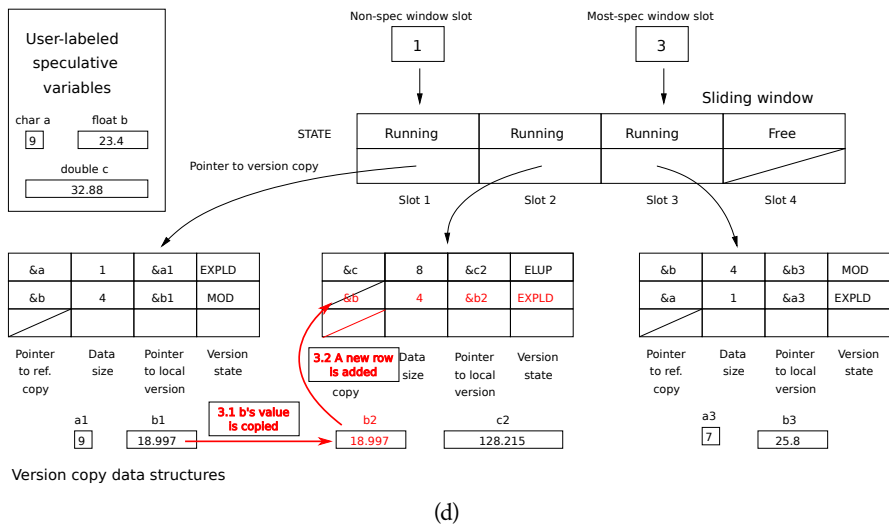 User-labeled
speculative
variables
char a
float b
9
23.4
double c
32.88
Non-spec window slot
1
Most-spec window slot
3
Sliding window
STATE
Running
Running
Running
Free
Pointer to version copy
Slot 1
Slot 2
Slot 3
Slot 4
&a 1 &a1 EXPLD
&b 4 &b1 MOD
Pointer
to ref.
copy
Data
size
Pointer
to local
version
Version
state
&c 8 &c2 ELUP
&b 4 &b2 EXPLD
3.2 A new row
is added
copy
Data
size
Pointer
to local
version
Version
state
&b 4 &b3 MOD
&a 1 &a3 EXPLD
Pointer
to ref.
copy
Data
size
Pointer
to local
version
Version
state
a1
9
b1
18.997
3.1 b's value
is copied
b2
18.997
c2
128.215
a3
7
b3
25.8
Version copy data structures
(d)